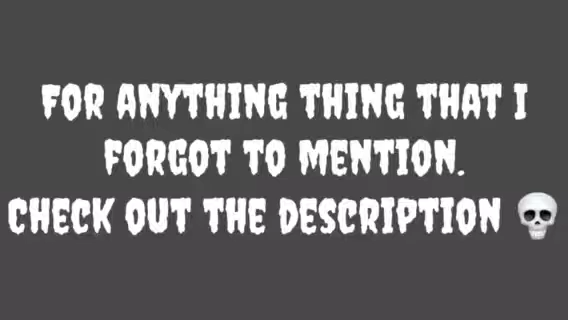 FOR ANYTHING THING THAT I
FORGOT TO MENTION.
CHECK OUT THE DESCRIPTION 💀